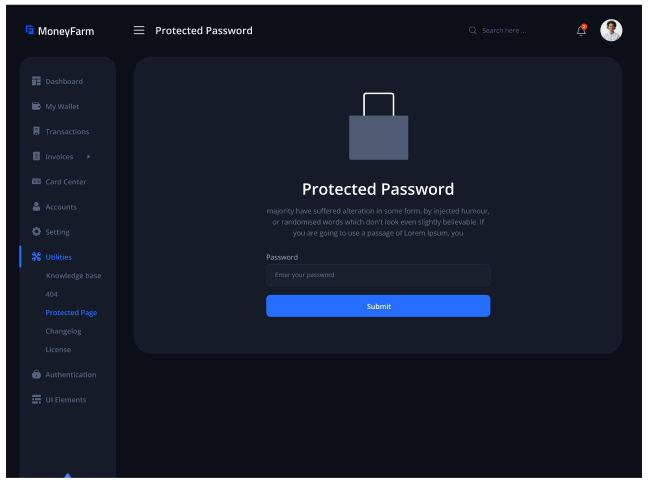 MoneyFarm
Protected Password
Search here ...
Dashboard
My Wallet
Transactions
Invoices
Card Center
Accounts
Setting
Utilities
Knowledge base
404
Protected Page
Changelog
License
Authentication
UI Elements
Protected Password
majority have suffered alteration in some form, by injected humour,
or randomised words which don't look even slightly believable. If
you are going to use a passage of Lorem Ipsum, you
Password
Enter your password
Submit